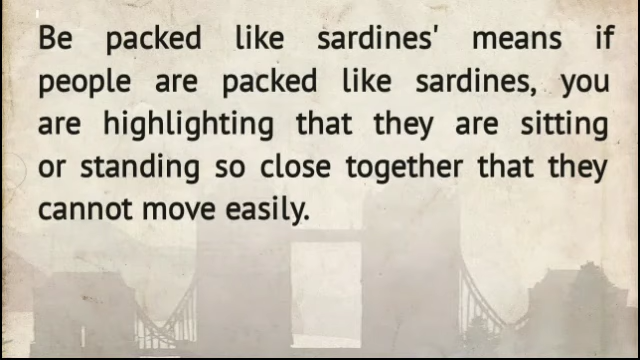 Be packed like sardines' means if
people are packed like sardines, you
are highlighting that they are sitting
or standing so close together that they
cannot move easily.